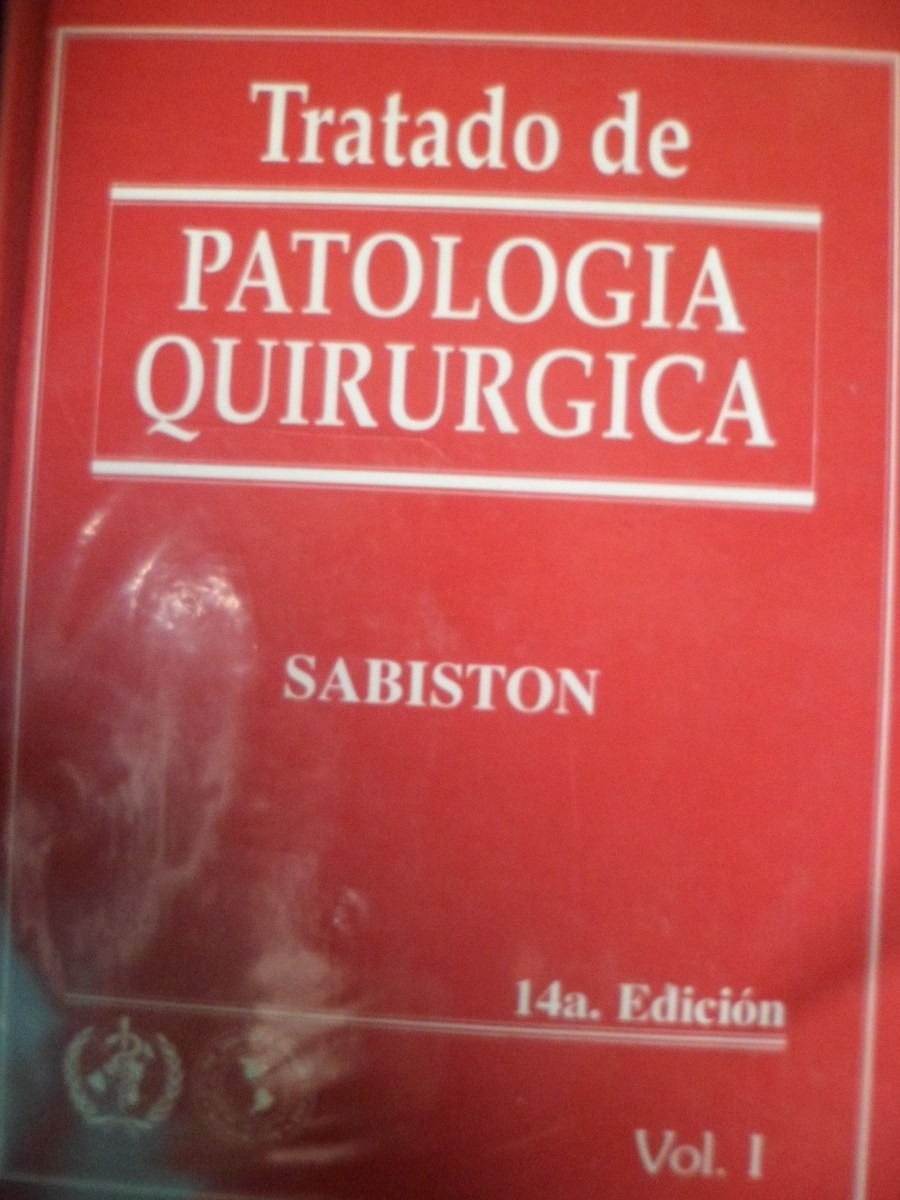 Tratado de
PATOLOGIA
QUIRURGICA
SABISTON
14a. Edición
Vol. I